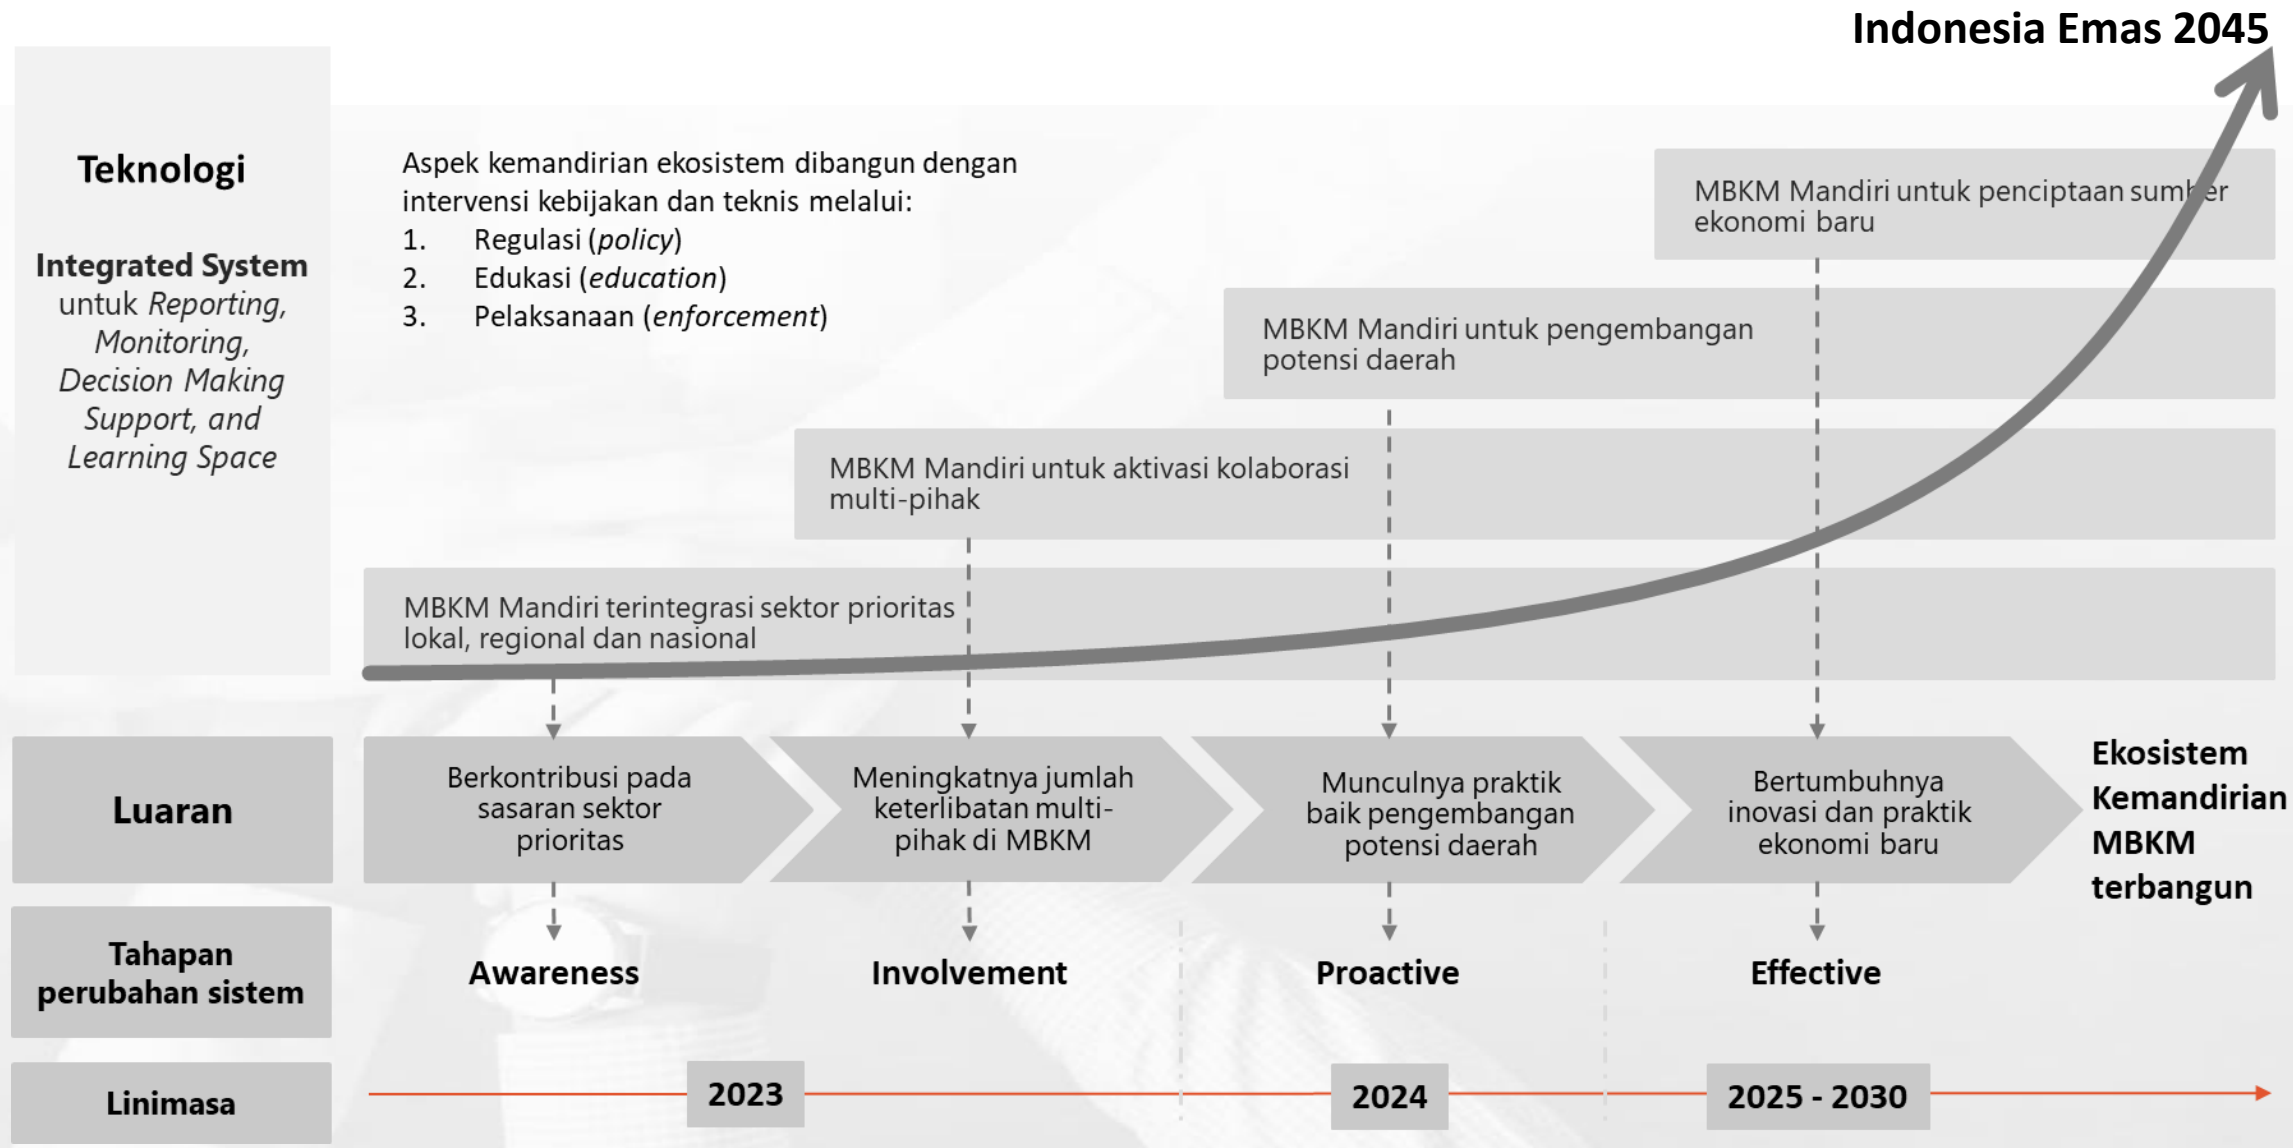 Indonesia Emas 2045
Teknologi
Integrated System
untuk Reporting,
Monitoring,
Decision Making
Support, and
Learning Space
Aspek kemandirian ekosistem dibangun dengan
intervensi kebijakan dan teknis melalui:
1. Regulasi (policy)
2. Edukasi (education)
3. Pelaksanaan (enforcement)
MBKM Mandiri untuk penciptaan sumber
ekonomi baru
MBKM Mandiri untuk pengembangan
potensi daerah
MBKM Mandiri untuk aktivasi kolaborasi
multi-pihak
MBKM Mandiri terintegrasi sektor prioritas
lokal, regional dan nasional
Luaran
Berkontribusi pada
sasaran sektor
prioritas
Meningkatnya jumlah
keterlibatan multi-
pihak di MBKM
Munculnya praktik
baik pengembangan
potensi daerah
Bertumbuhnya
inovasi dan praktik
ekonomi baru
Ekosistem
Kemandirian
MBKM
terbangun
Tahapan
perubahan sistem
Awareness
Involvement
Proactive
Effective
Linimasa
2023
2024
2025 - 2030